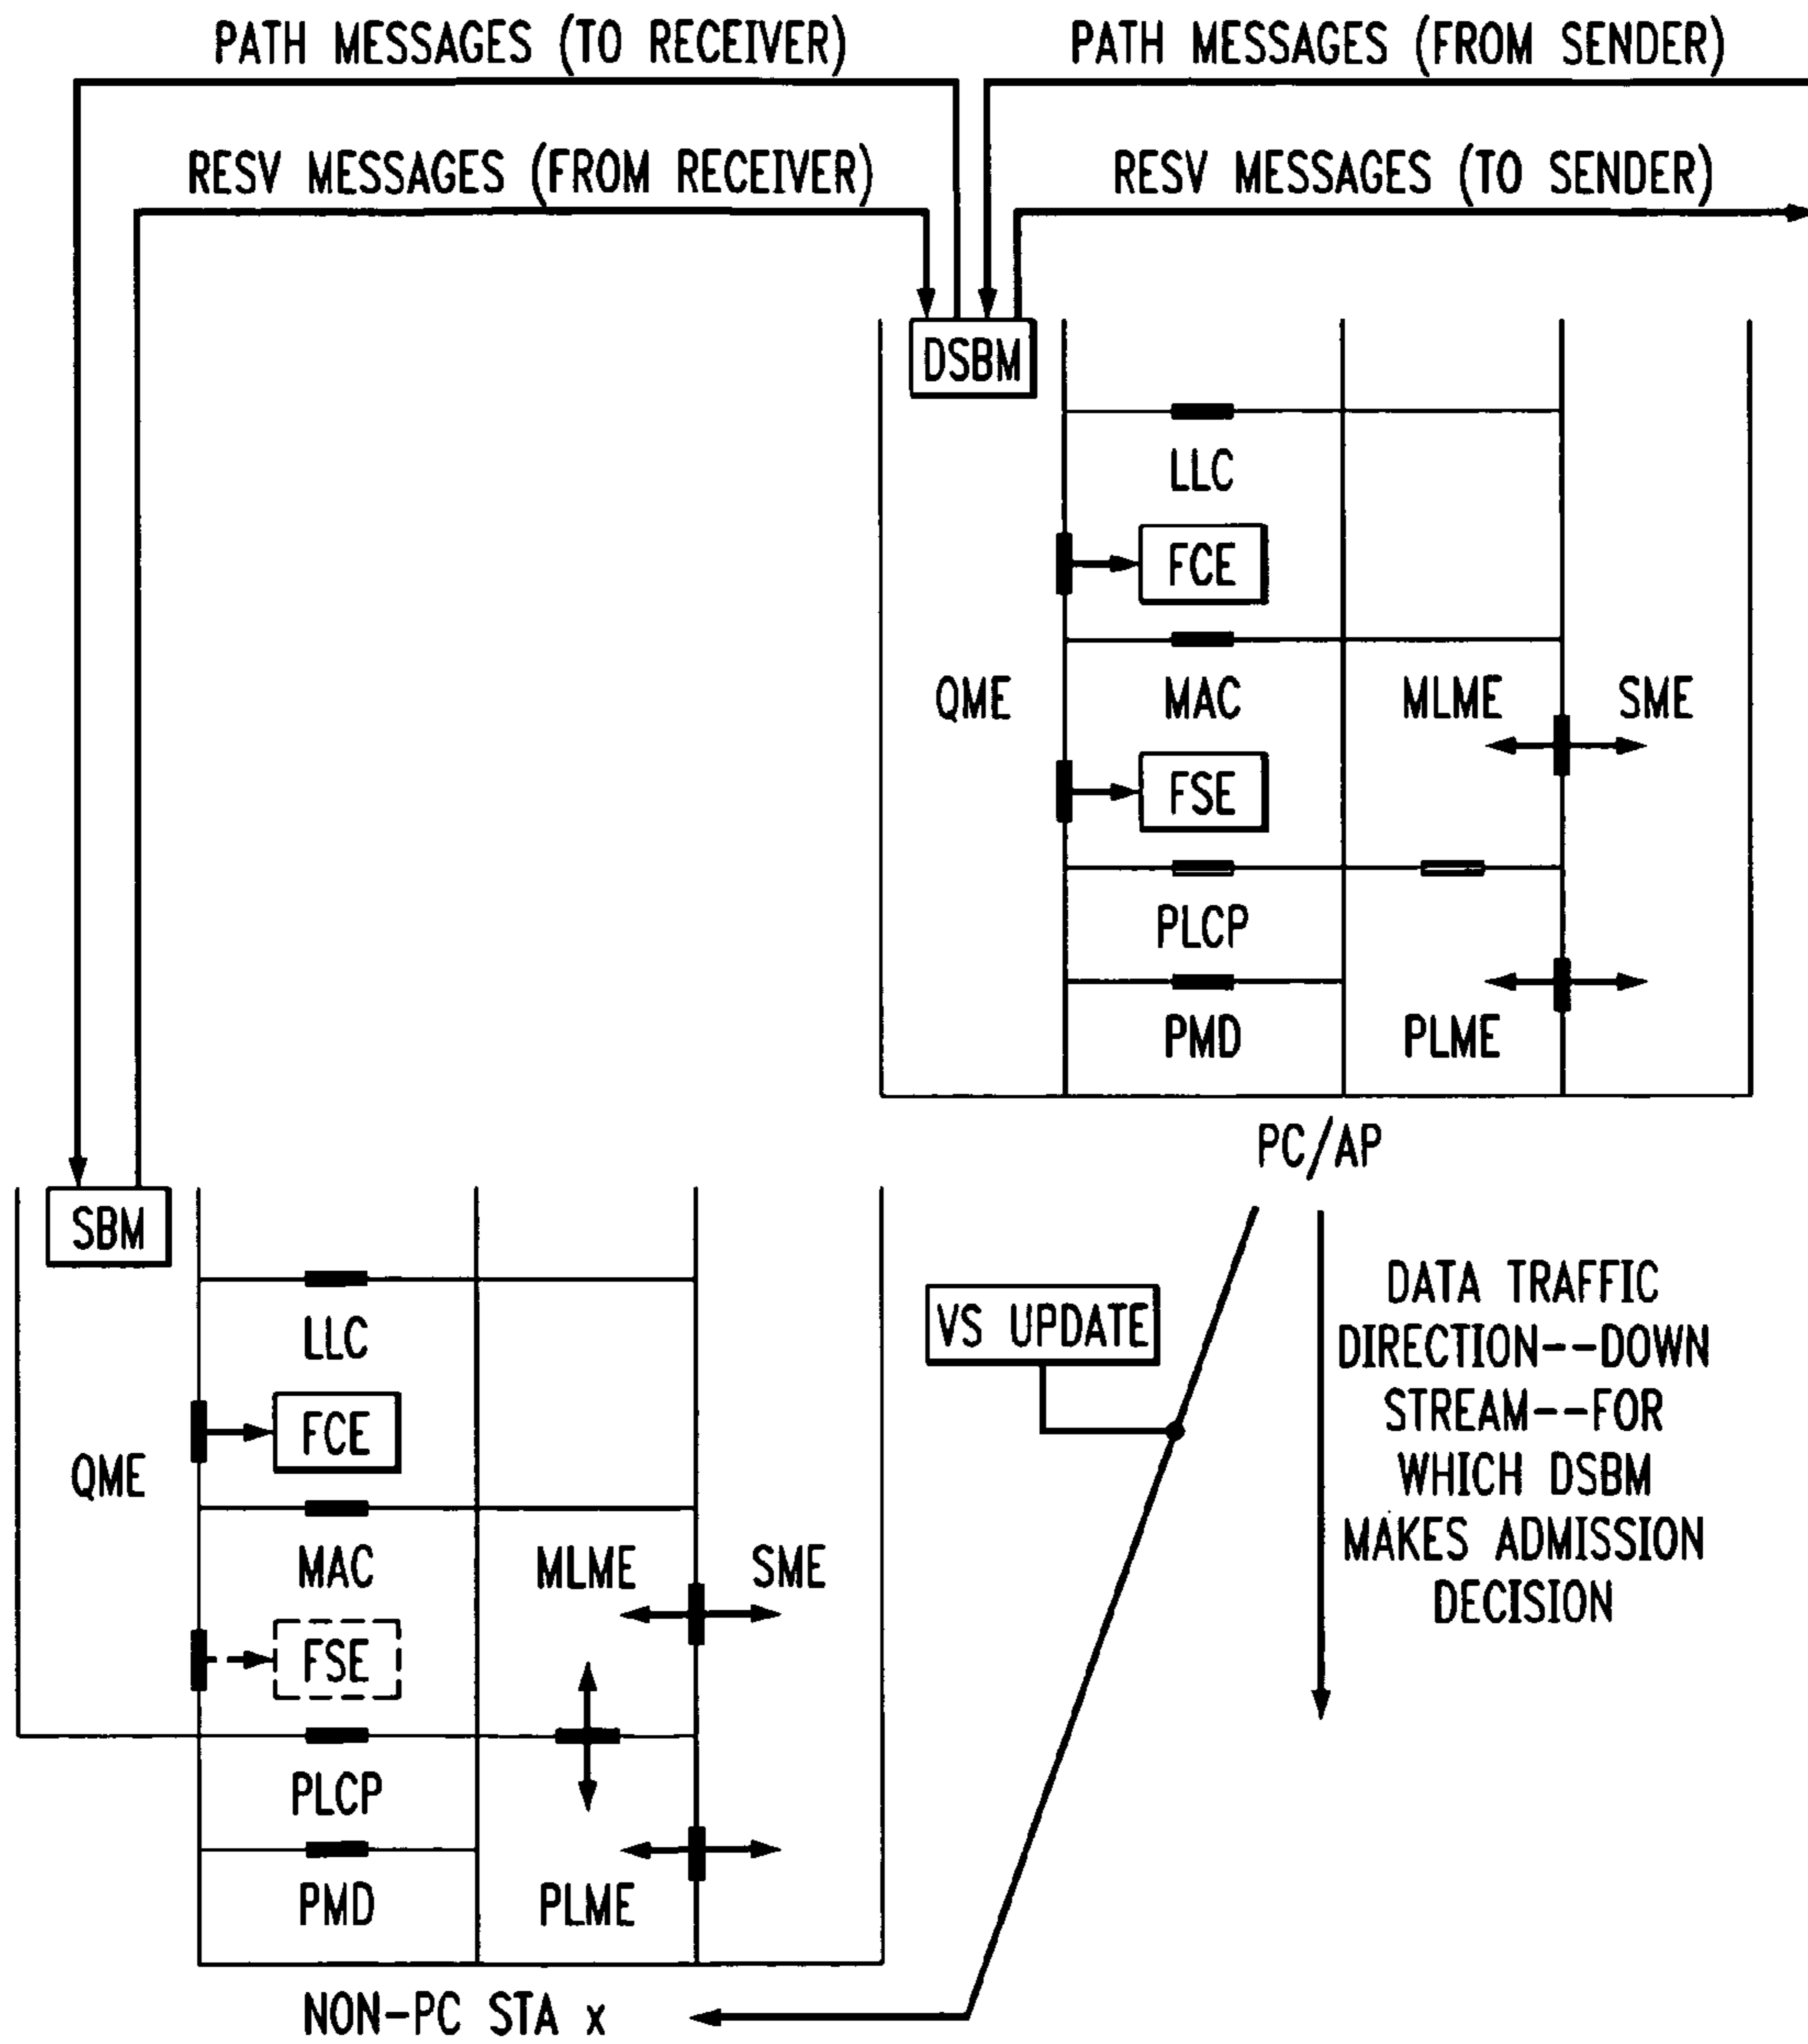 PATH MESSAGES (TO RECEIVER)
PATH MESSAGES (FROM SENDER)
RESV MESSAGES (FROM RECEIVER)
RESV MESSAGES (TO SENDER)
DSBM
LLC
FCE
QME
MAC
MLME
SME
FSE
PLCP
PMD
PLME
PC/AP
SBM
LLC
FCE
QME
MAC
MLME
SME
FSE
PLCP
PMD
PLME
NON-PC STA x
VS UPDATE
DATA TRAFFIC
DIRECTION--DOWN
STREAM--FOR
WHICH DSBM
MAKES ADMISSION
DECISION